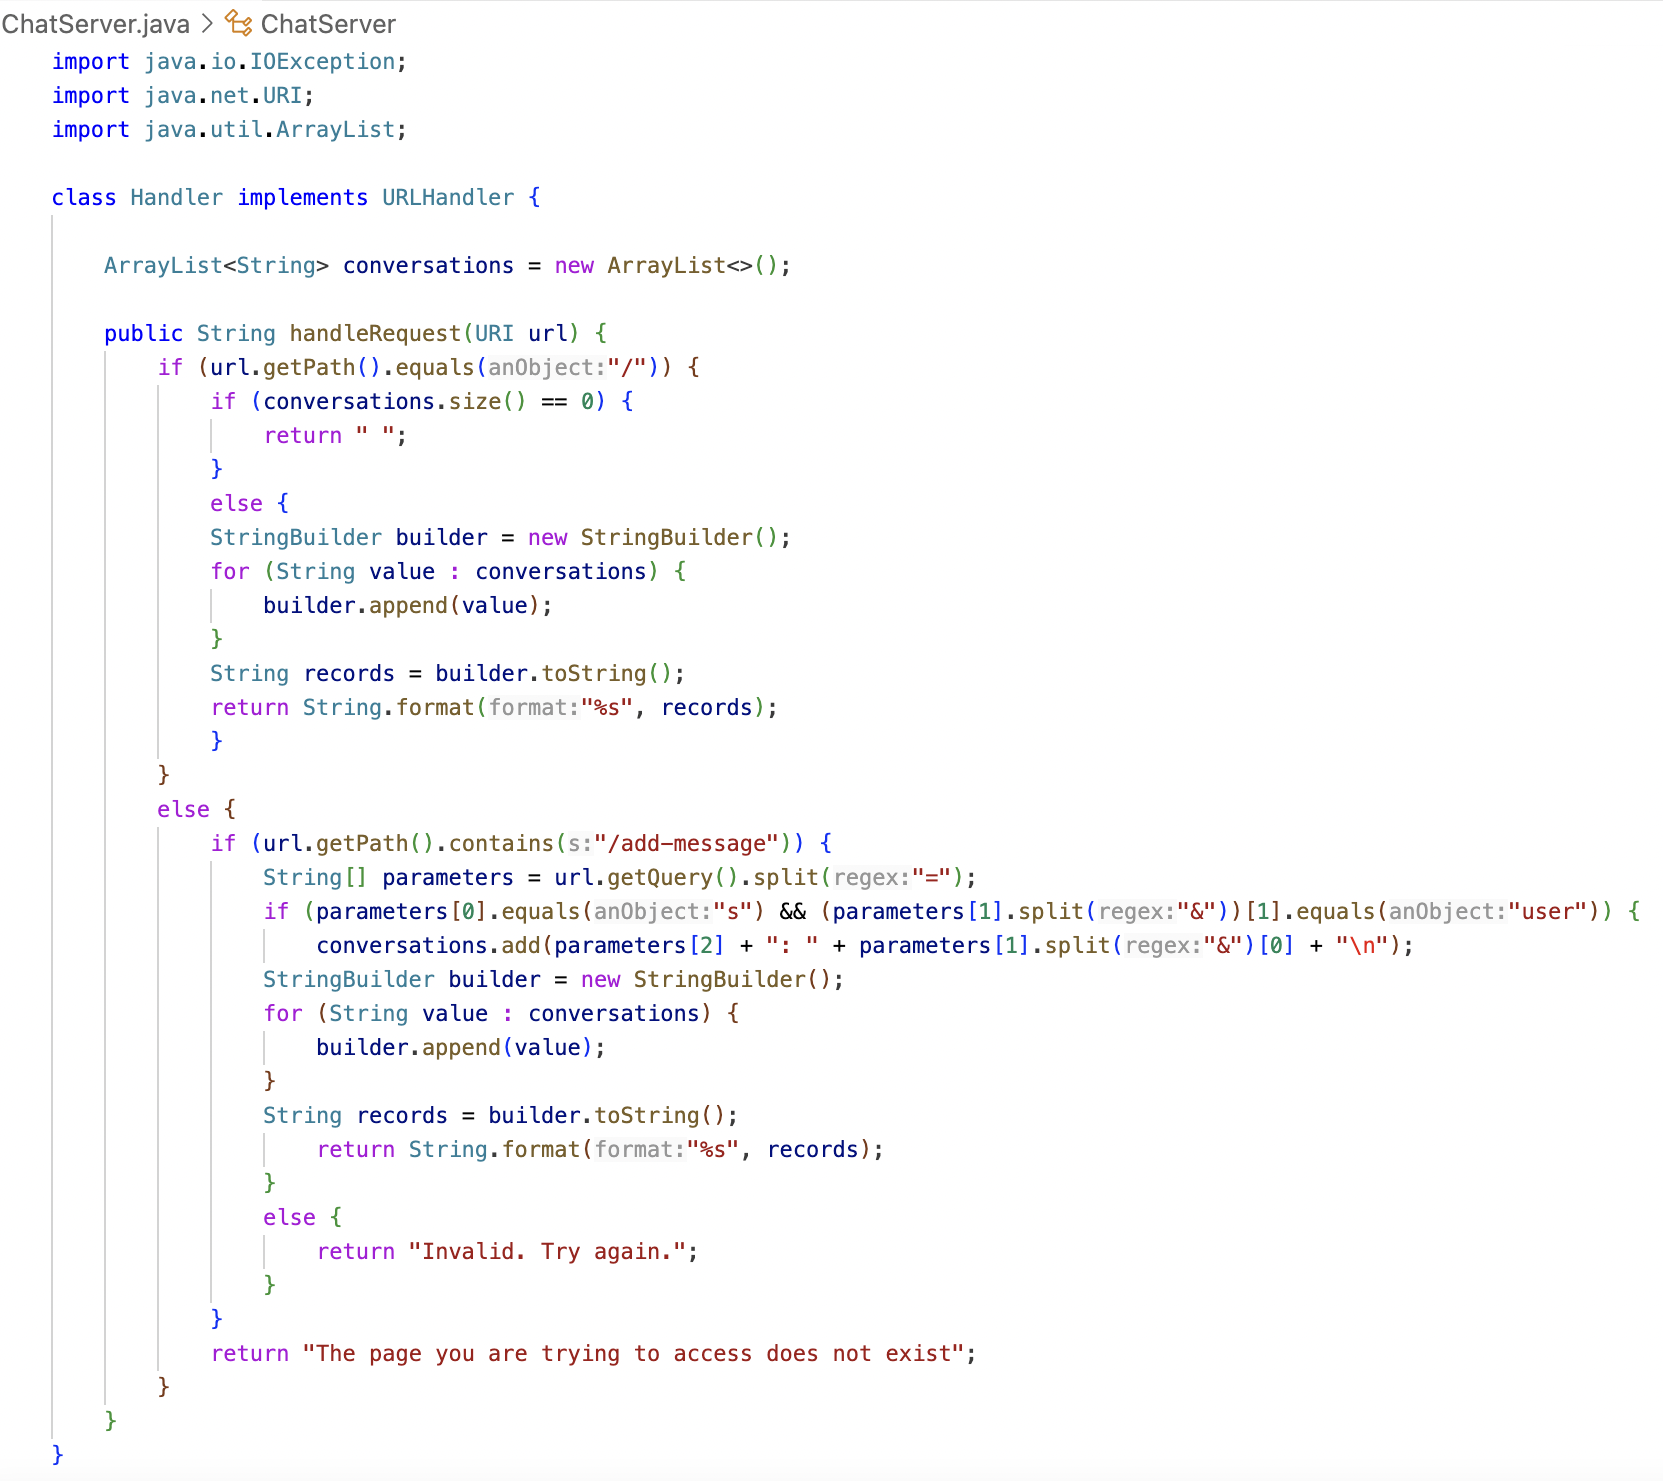 ChatServer.java > ChatServer
import java.io.IOException;
import java.net.URI;
import java.util.ArrayList;
class Handler implements URLHandler {
ArrayList<String> conversations = new ArrayList<>();
public String handleRequest(URI url) {
if (url.getPath().equals(anObject:"/")) {
if (conversations.size() == 0) {
return " ";
}
else {
StringBuilder builder = new StringBuilder();
for (String value : conversations) {
builder.append(value);
}
String records = builder.toString();
return String.format(format:"%s", records);
}
}
else {
if (url.getPath().contains(s:"/add-message")) {
String[] parameters = url.getQuery().split(regex:"=");
if (parameters[0].equals(anObject:"s") && (parameters[1].split(regex:"&"))[1].equals(anObject:"user")) {
conversations.add(parameters[2] + ": " + parameters[1].split(regex:"&")[0] + "\n");
StringBuilder builder = new StringBuilder();
for (String value : conversations) {
builder.append(value);
}
String records = builder.toString();
return String.format(format:"%s", records);
}
else {
return "Invalid. Try again.";
}
}
return "The page you are trying to access does not exist";
}
}
}